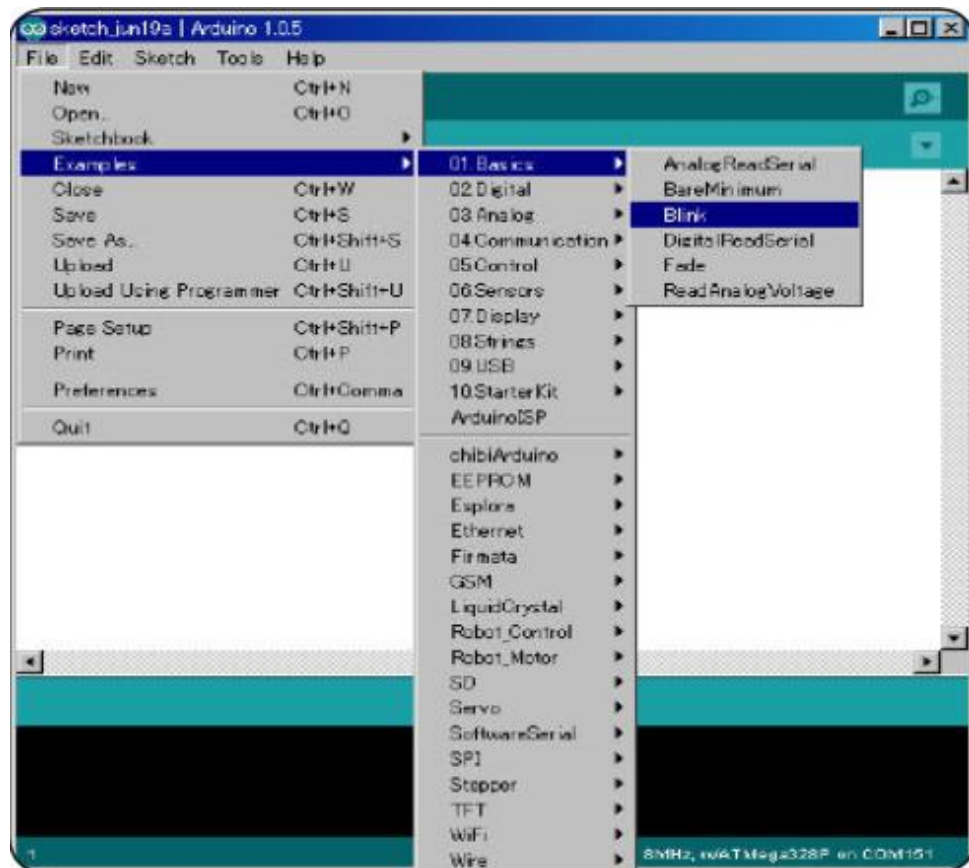 sketch_jun19a | Arduino 1.0.5
File Edit Sketch Tools Help
New Ctrl+N
Open.. Ctrl+O
Sketchbook
Examples
Close Ctrl+W
Save Ctrl+S
Save As.. Ctrl+Shift+S
Upload Ctrl+U
Upload Using Programmer Ctrl+Shift+U
Page Setup Ctrl+Shift+P
Print Ctrl+P
Preferences Ctrl+Comma
Quit Ctrl+Q
01.Basics
02.Digital
03.Analog
04.Communication
05.Control
06.Sensors
07.Display
08.Strings
09.USB
10.StarterKit
ArduinoISP
chibiArduino
EEPROM
Esplora
Ethernet
Firmata
GSM
LiquidCrystal
Robot_Control
Robot_Motor
SD
Servo
SoftwareSerial
SPI
Stepper
TFT
WiFi
Wire
AnalogReadSerial
BareMinimum
Blink
DigitalReadSerial
Fade
ReadAnalogVoltage
1
8MHz, w/ATMega328P on COM151